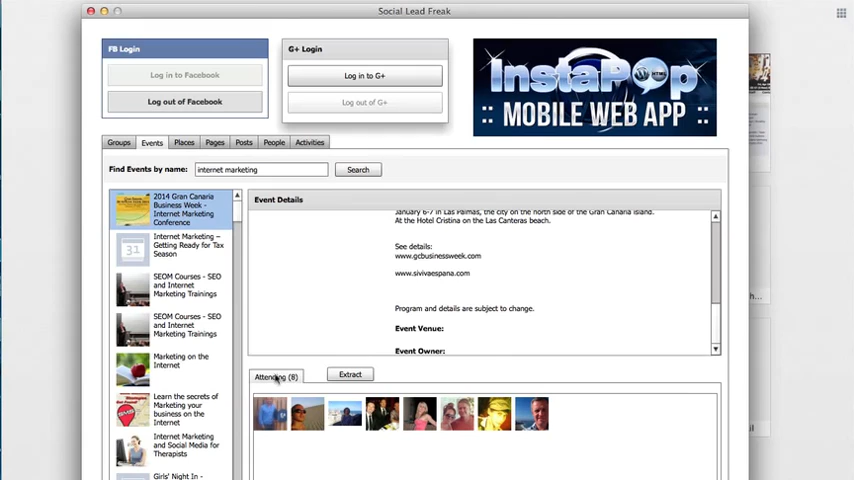 Social Lead Freak
FB Login
Log in to Facebook
Log out of Facebook
G+ Login
Log in to G+
Log out of G+
InstaPop
:: MOBILE WEB APP ::
Groups Events Places Pages Posts People Activities
Find Events by name: internet marketing Search
2014 Gran Canaria
Business Week -
Internet Marketing
Conference
31
Internet Marketing –
Getting Ready for Tax
Season
SEOM Courses - SEO
and Internet
Marketing Trainings
SEOM Courses - SEO
and Internet
Marketing Trainings
Marketing on the
Internet
Learn the secrets of
Marketing your
business on the
Internet
Internet Marketing
and Social Media for
Therapists
Girls' Night In -
Event Details
January 6-7 in Las Palmas, the city on the north side of the Gran Canaria island.
At the Hotel Cristina on the Las Canteras beach.
See details:
www.gcbusinessweek.com
www.sivivaespana.com
Program and details are subject to change.
Event Venue:
Event Owner:
Attending (8)
Extract